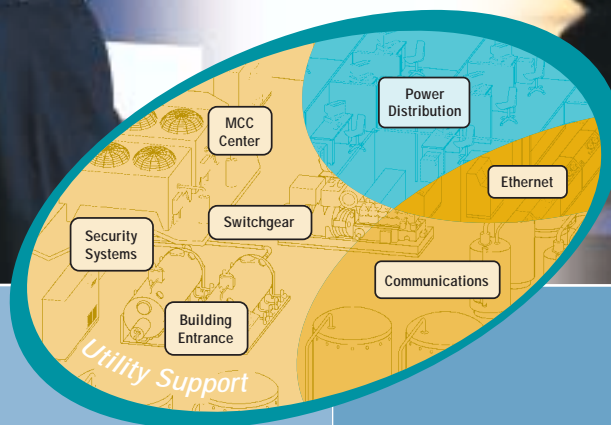 Power
Distribution
MCC
Center
Ethernet
Switchgear
Security
Systems
Communications
Building
Entrance
Utility Support